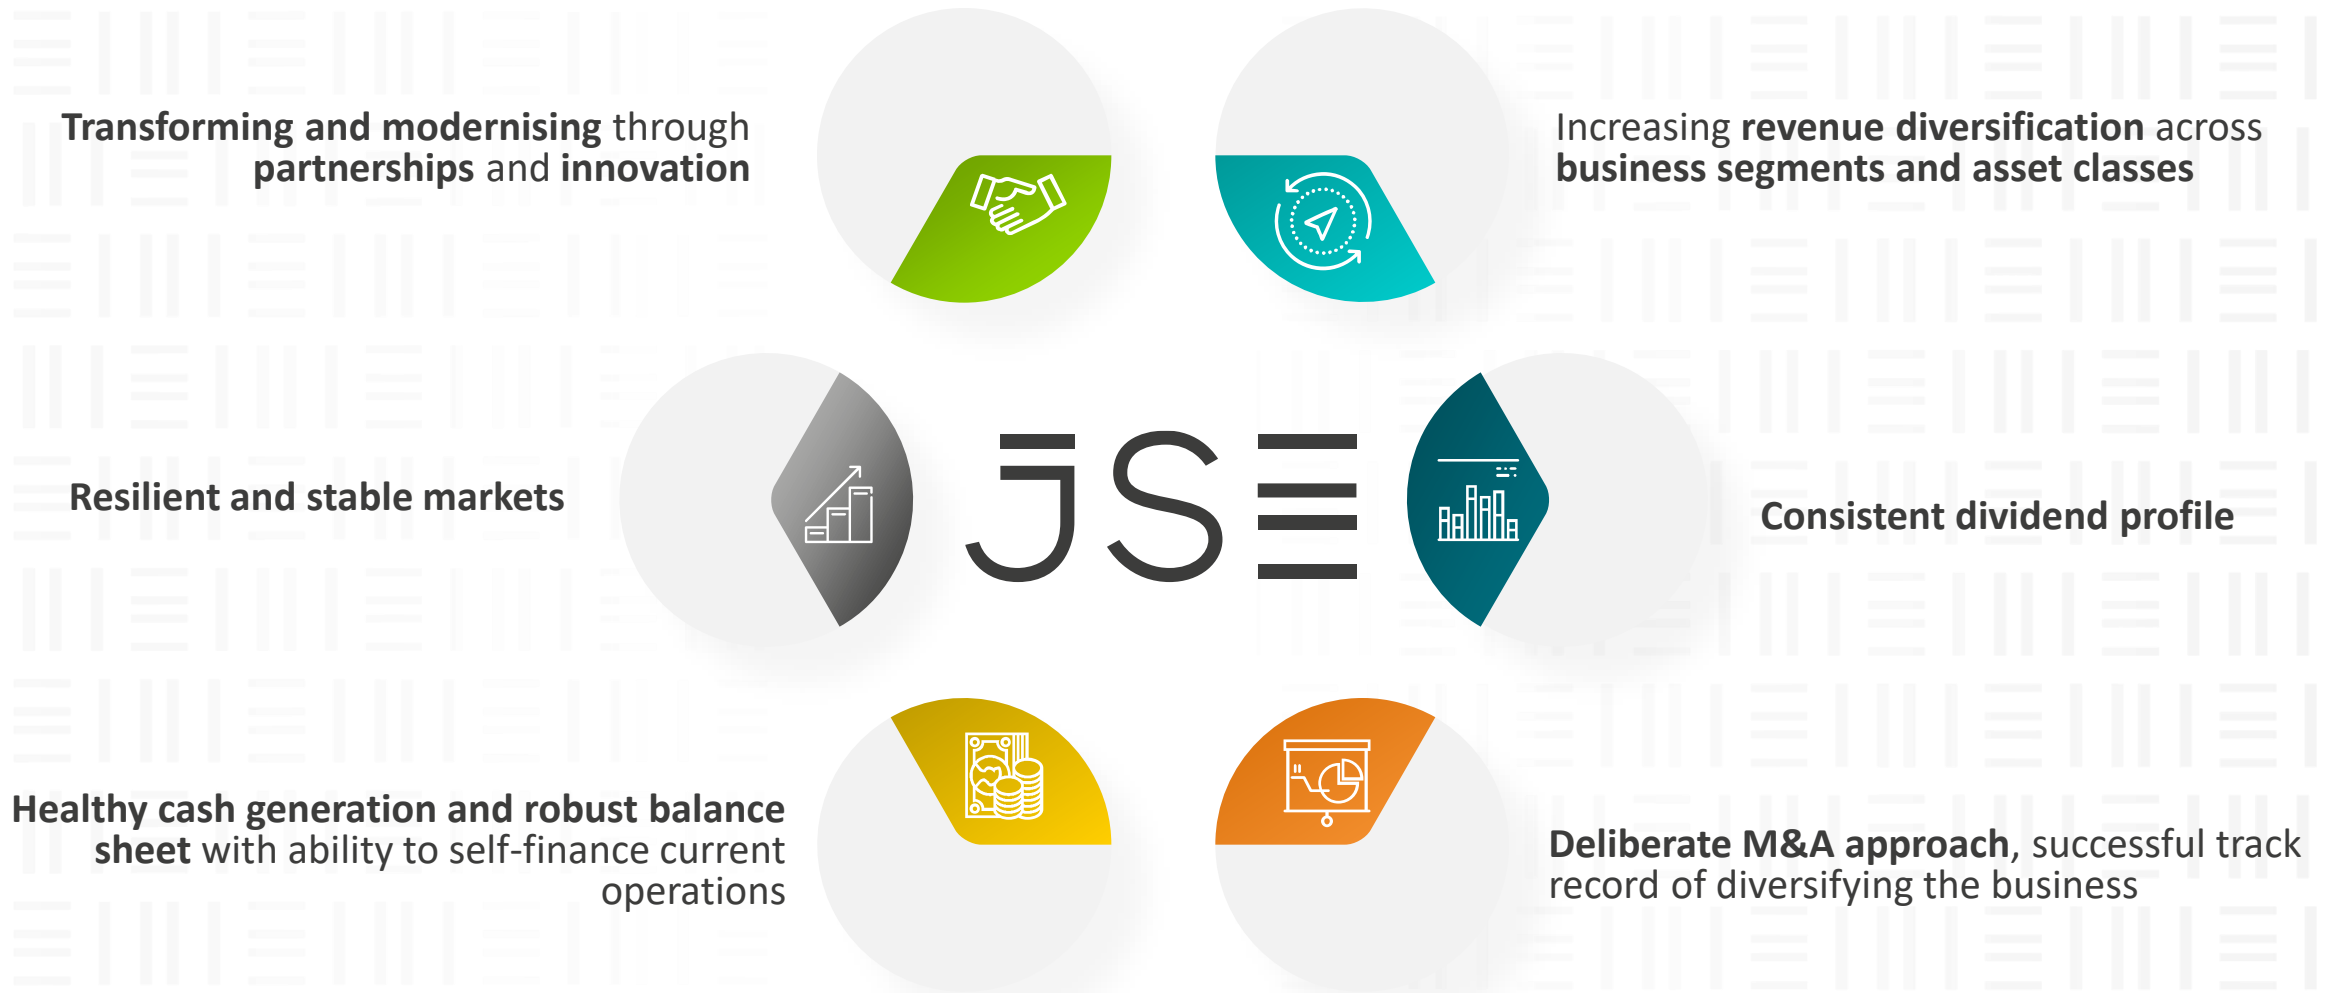 Transforming and modernising through
partnerships and innovation
Increasing revenue diversification across
business segments and asset classes
Resilient and stable markets
JSE
Consistent dividend profile
Healthy cash generation and robust balance
sheet with ability to self-finance current
operations
Deliberate M&A approach, successful track
record of diversifying the business